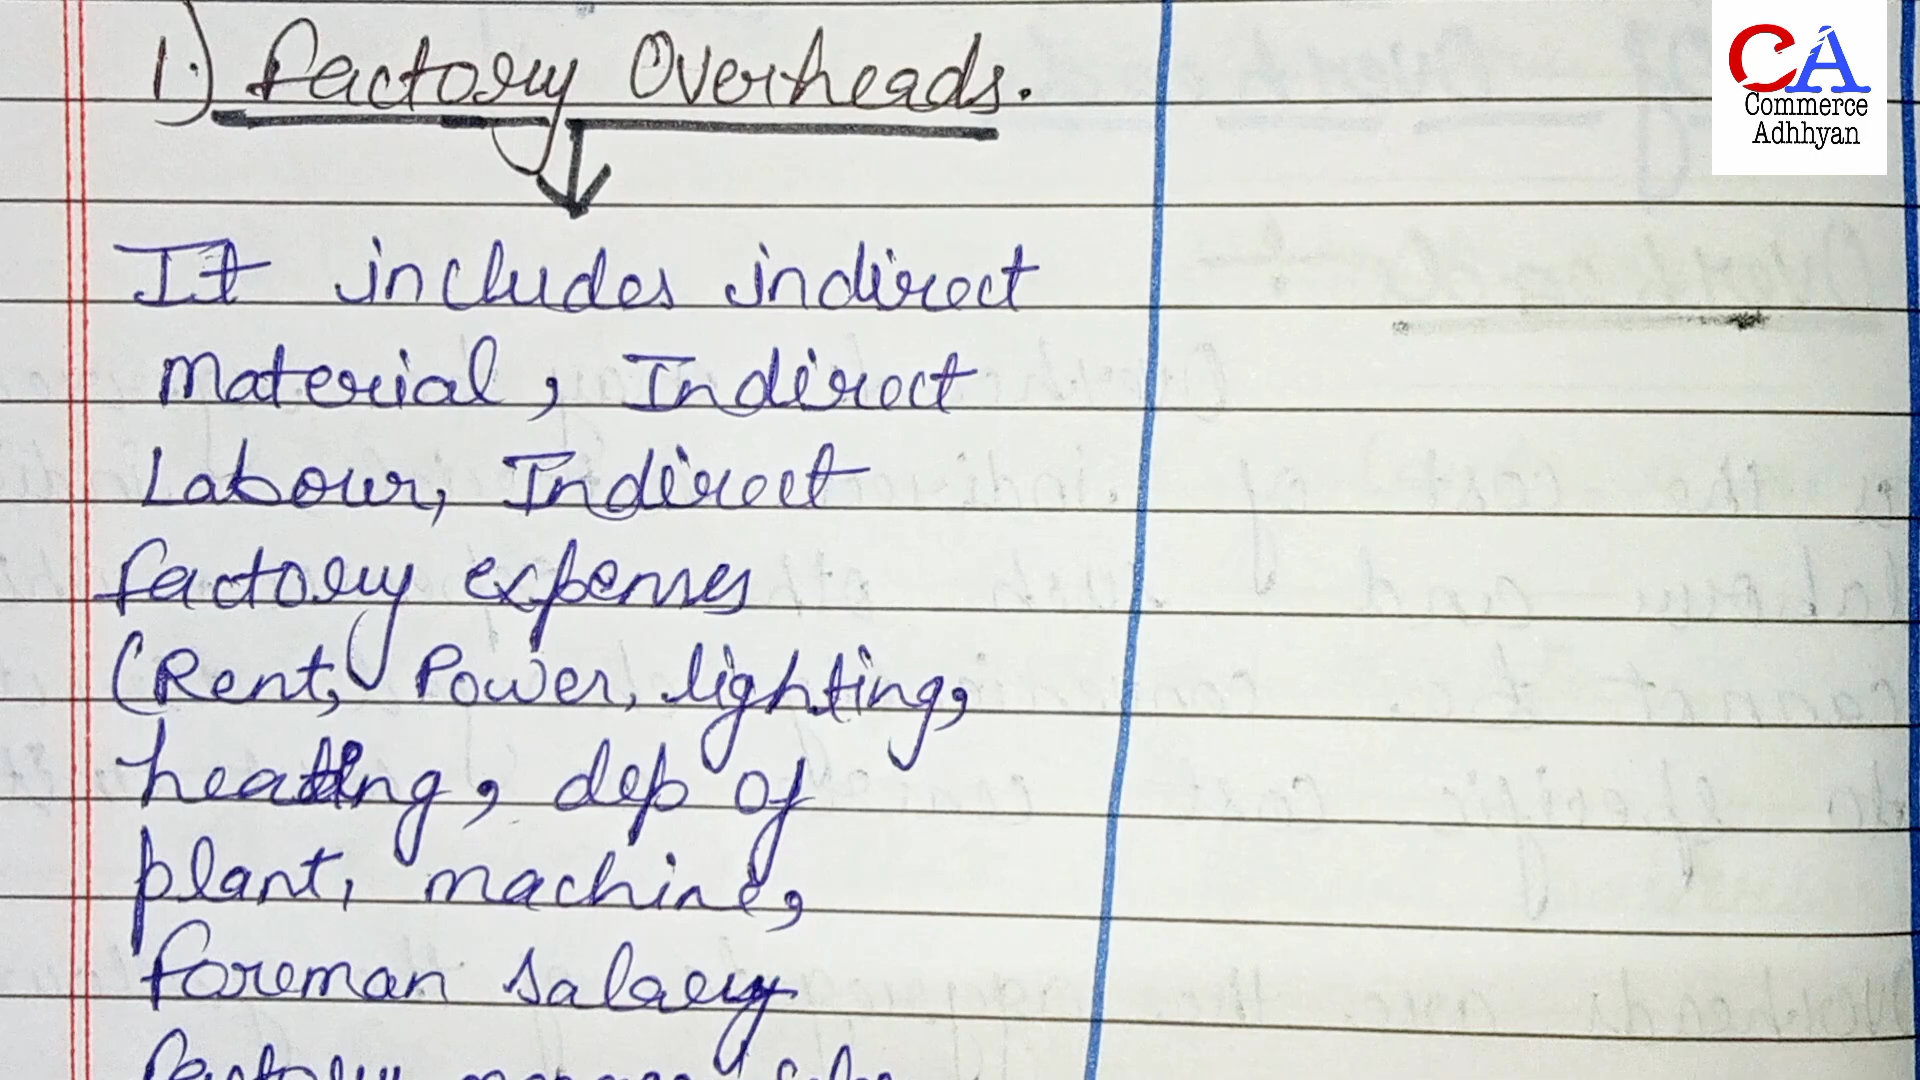 1.) Factory Overheads.
CA
Commerce
Adhhyan
It includes indirect
Material, Indirect
Labour, Indirect
factory expenses
(Rent, Power, lighting,
heating, dep of
plant, machine,
foreman salary